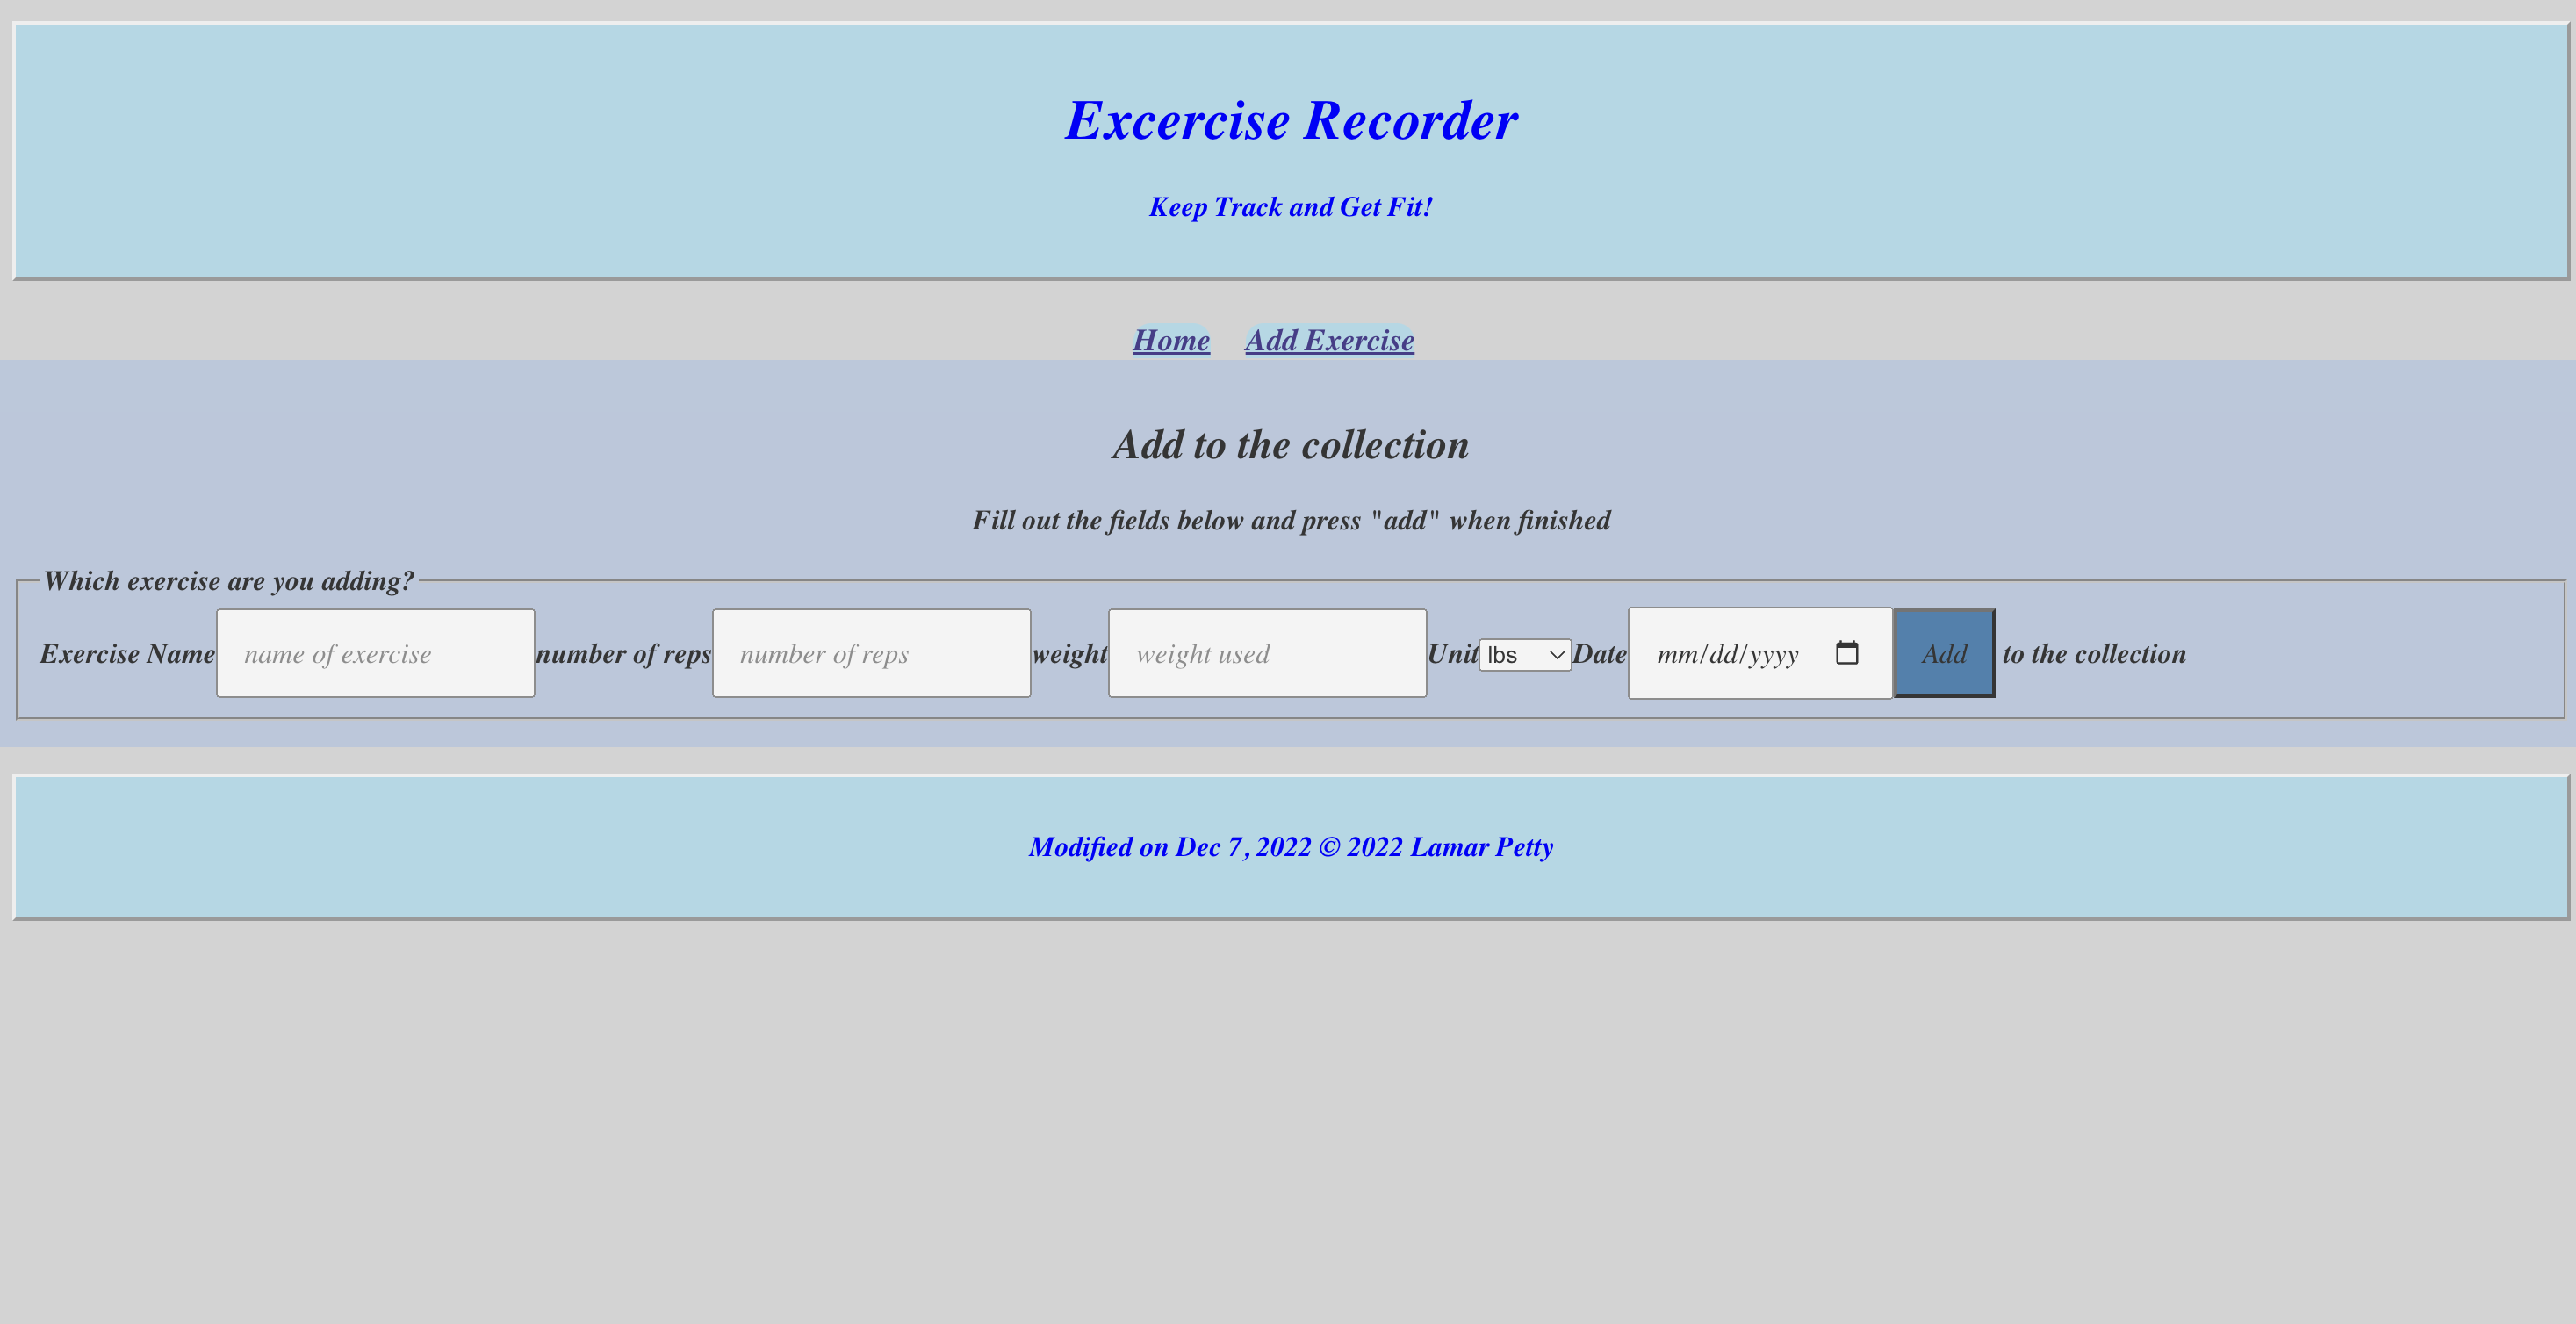 Excercise Recorder
Keep Track and Get Fit!
Home Add Exercise
Add to the collection
Fill out the fields below and press "add" when finished
Which exercise are you adding?
Exercise Name name of exercise number of reps number of reps weight weight used Unit lbs Date mm/dd/yyyy Add to the collection
Modified on Dec 7, 2022 © 2022 Lamar Petty